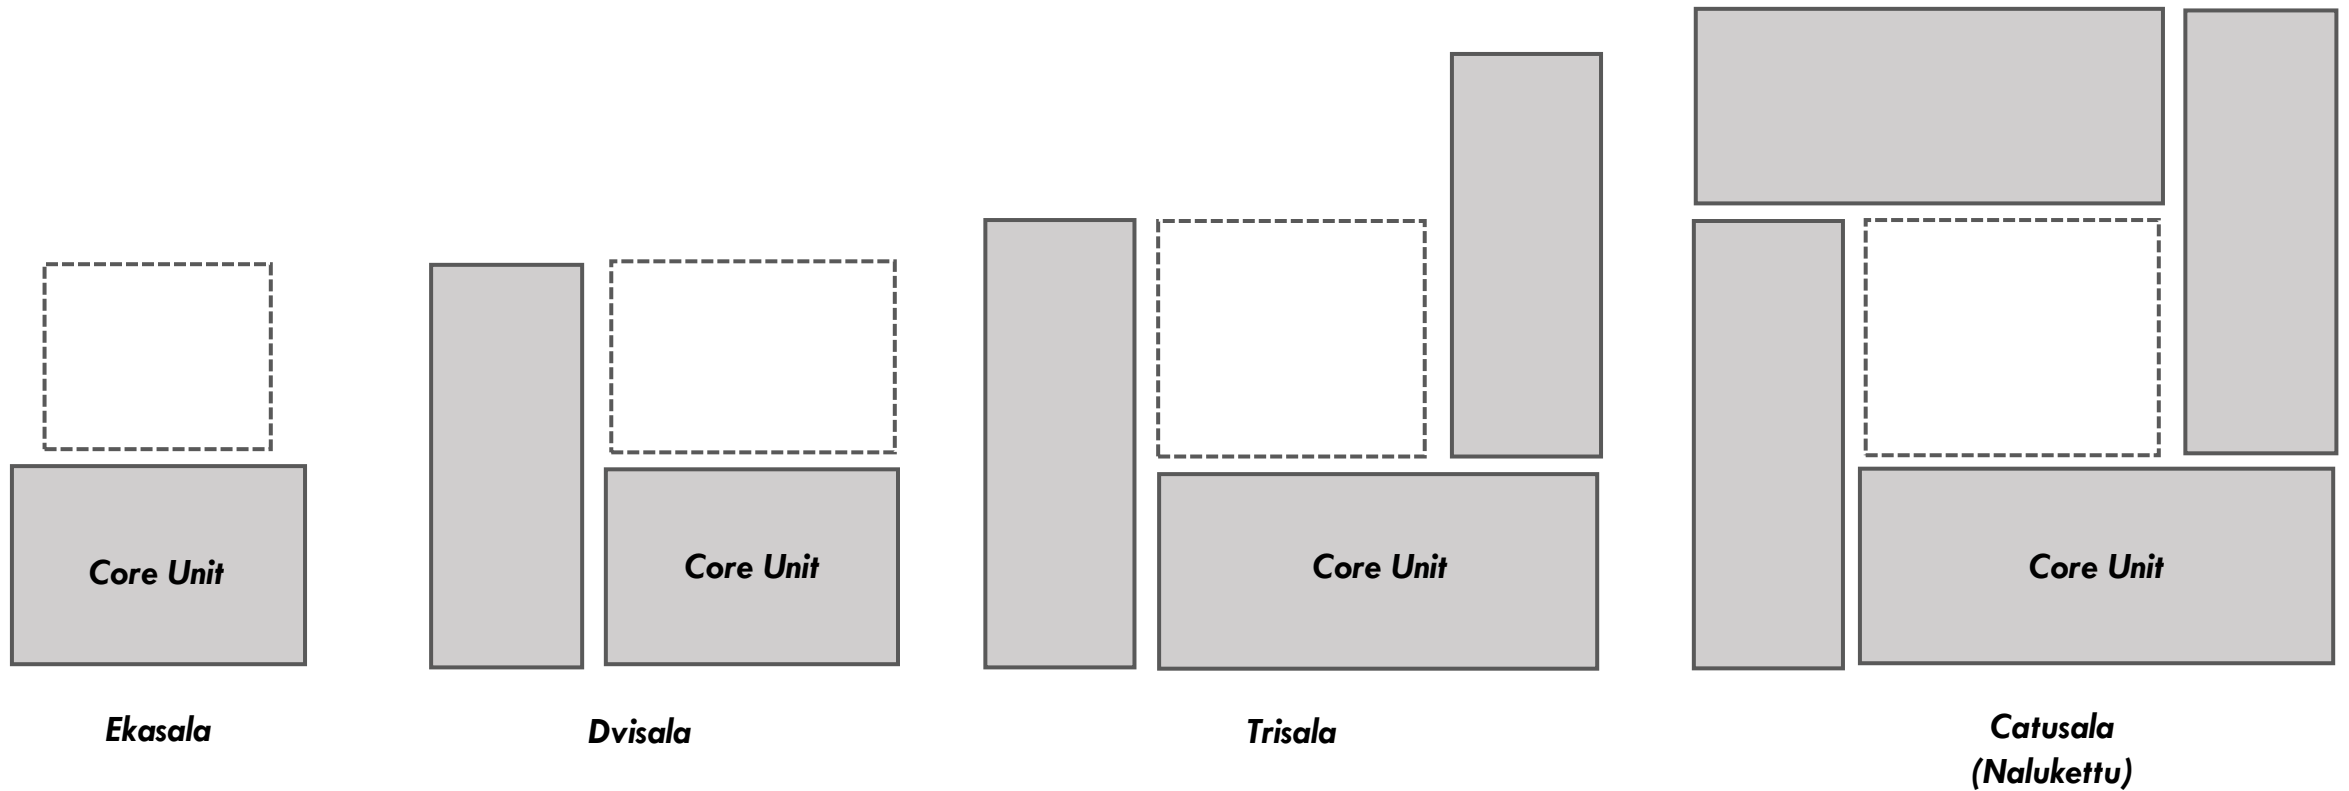 Core Unit
Core Unit
Core Unit
Core Unit
Ekasala
Dvisala
Trisala
Catusala
(Nalukettu)